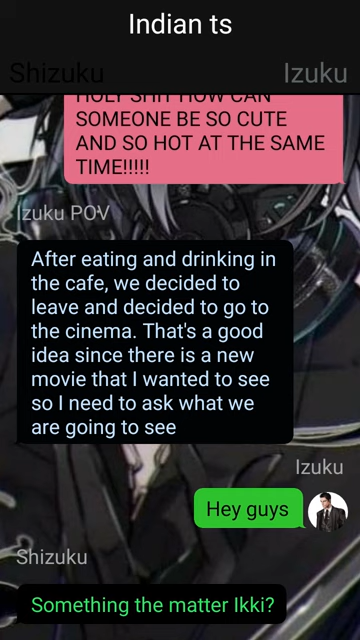 Indian ts
Shizuku
Izuku
HOLY SHIT HOW CAN
SOMEONE BE SO CUTE
AND SO HOT AT THE SAME
TIME!!!!!
Izuku POV
After eating and drinking in
the cafe, we decided to
leave and decided to go to
the cinema. That's a good
idea since there is a new
movie that I wanted to see
so I need to ask what we
are going to see
Izuku
Hey guys
Shizuku
Something the matter Ikki?